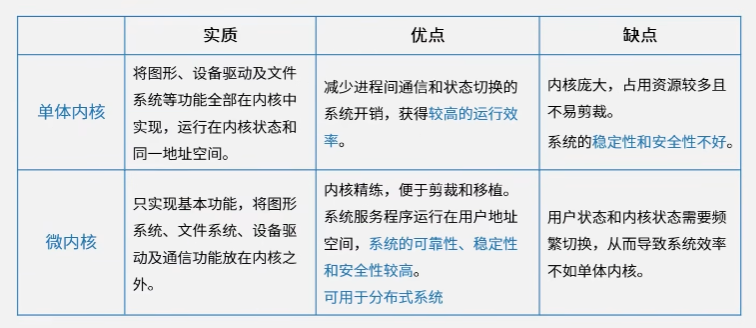 实质
优点
缺点
单体内核
将图形、设备驱动及文件
系统等功能全部在内核中
实现，运行在内核状态和
同一地址空间。
减少进程间通信和状态切换的
系统开销，获得较高的运行效
率。
内核庞大，占用资源较多且
不易剪裁。
系统的稳定性和安全性不好。
微内核
只实现基本功能，将图形
系统、文件系统、设备驱
动及通信功能放在内核之
外。
内核精练，便于剪裁和移植。
系统服务程序运行在用户地址
空间，系统的可靠性、稳定性
和安全性较高。
可用于分布式系统
用户状态和内核状态需要频
繁切换，从而导致系统效率
不如单体内核。